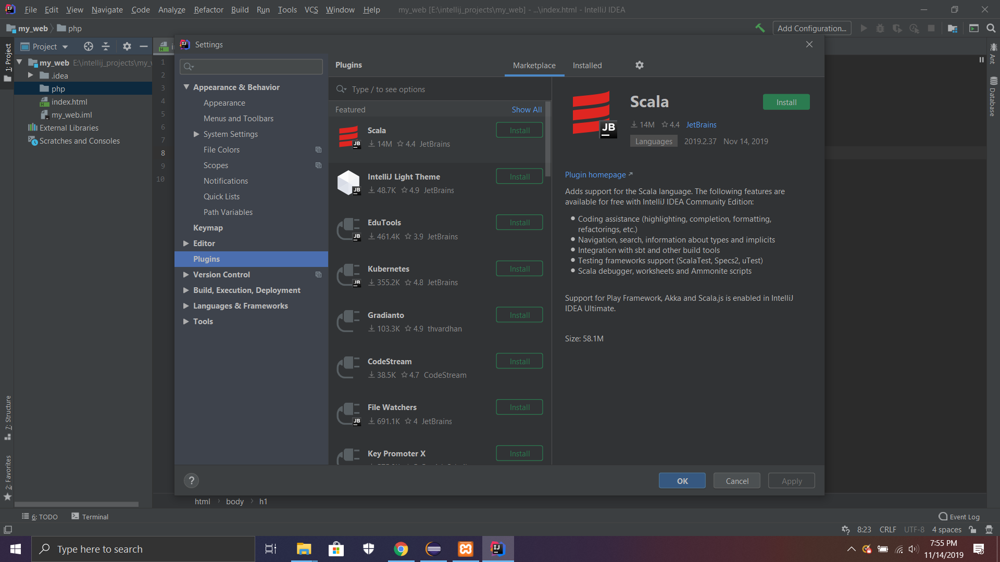 File Edit View Navigate Code Analyze Refactor Build Run Tools VCS Window Help my_web [E:\intellij_projects\my_web] - ...\index.html - IntelliJ IDEA
my_web php Add Configuration...
1: Project
Project
my_web E:\intellij_projects\my_
.idea
php
index.html
my_web.iml
External Libraries
Scratches and Consoles
7: Structure
2: Favorites
1
2
3
4
5
6
7
8
9
10
Settings
Appearance & Behavior
Appearance
Menus and Toolbars
System Settings
File Colors
Scopes
Notifications
Quick Lists
Path Variables
Keymap
Editor
Plugins
Version Control
Build, Execution, Deployment
Languages & Frameworks
Tools
Plugins Marketplace Installed
Type / to see options
Featured Show All
Scala Install
14M 4.4 JetBrains
IntelliJ Light Theme Install
48.7K 4.9 JetBrains
EduTools Install
461.4K 3.9 JetBrains
Kubernetes Install
355.2K 4.8 JetBrains
Gradianto Install
103.3K 4.9 thvardhan
CodeStream Install
38.5K 4.7 CodeStream
File Watchers Install
691.1K 4 JetBrains
Key Promoter X Install
JB
Scala Install
14M 4.4 JetBrains
Languages 2019.2.37 Nov 14, 2019
Plugin homepage
Adds support for the Scala language. The following features are
available for free with IntelliJ IDEA Community Edition:
Coding assistance (highlighting, completion, formatting,
refactorings, etc.)
Navigation, search, information about types and implicits
Integration with sbt and other build tools
Testing frameworks support (ScalaTest, Specs2, uTest)
Scala debugger, worksheets and Ammonite scripts
Support for Play Framework, Akka and Scala.js is enabled in IntelliJ
IDEA Ultimate.
Size: 58.1M
? OK Cancel Apply
Ant
Database
html body h1
6: TODO Terminal Event Log
8:23 CRLF UTF-8 4 spaces
Type here to search
7:55 PM
11/14/2019